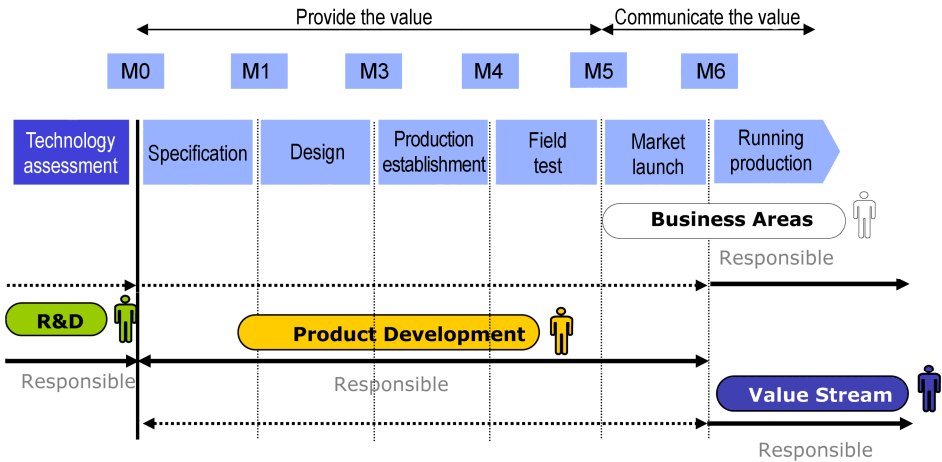 Provide the value
Communicate the value
M0
M1
M3
M4
M5
M6
Technology
assessment
Specification
Design
Production
establishment
Field
test
Market
launch
Running
production
Business Areas
Responsible
R&D
Product Development
Responsible
Responsible
Value Stream
Responsible